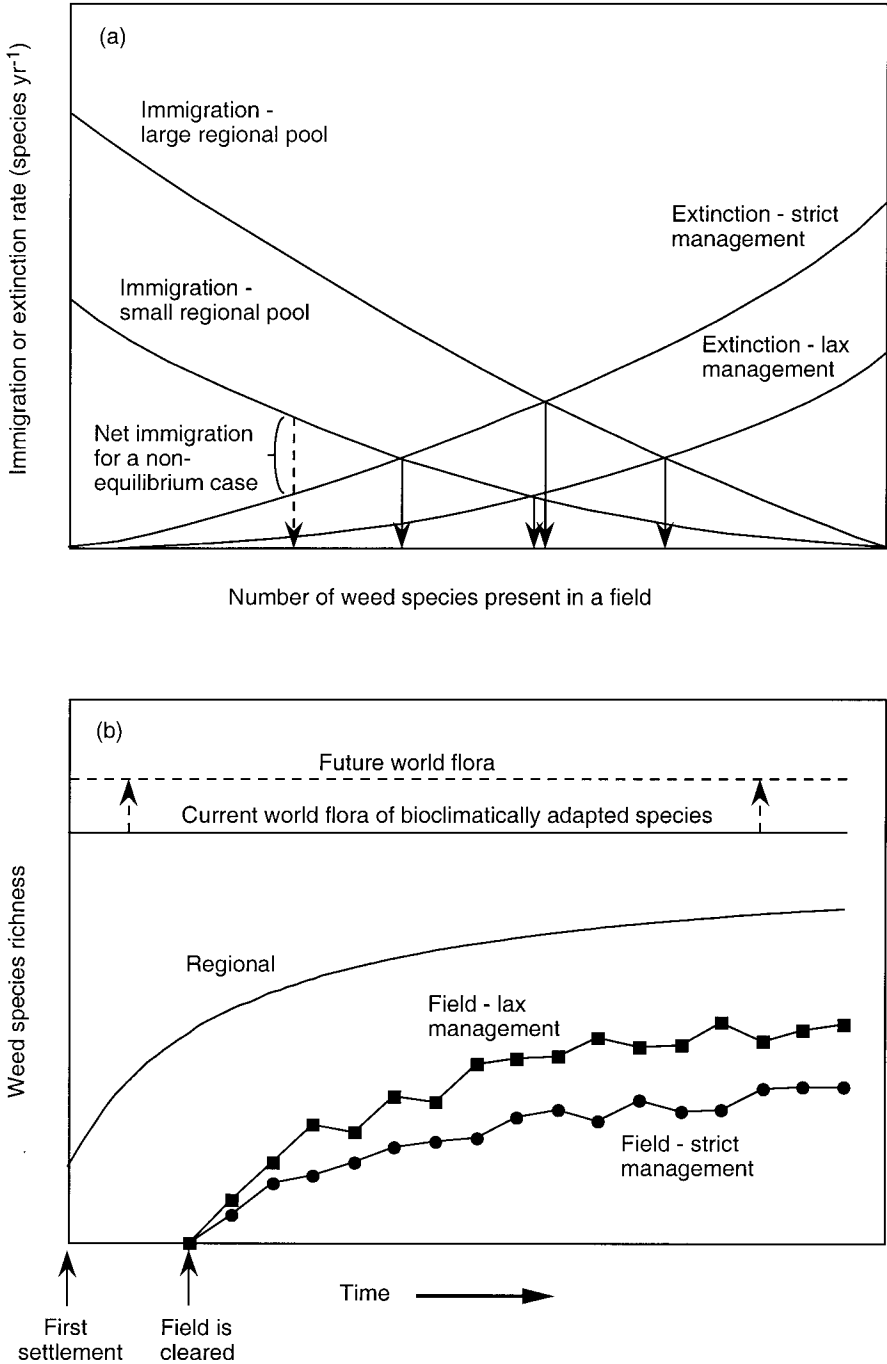 (a)
Immigration or extinction rate (species yr⁻¹)
Immigration -
large regional pool
Extinction - strict
management
Immigration -
small regional pool
Extinction - lax
management
Net immigration
for a non-
equilibrium case
Number of weed species present in a field
(b)
Future world flora
Current world flora of bioclimatically adapted species
Weed species richness
Regional
Field - lax
management
Field - strict
management
Time
First
settlement
Field is
cleared